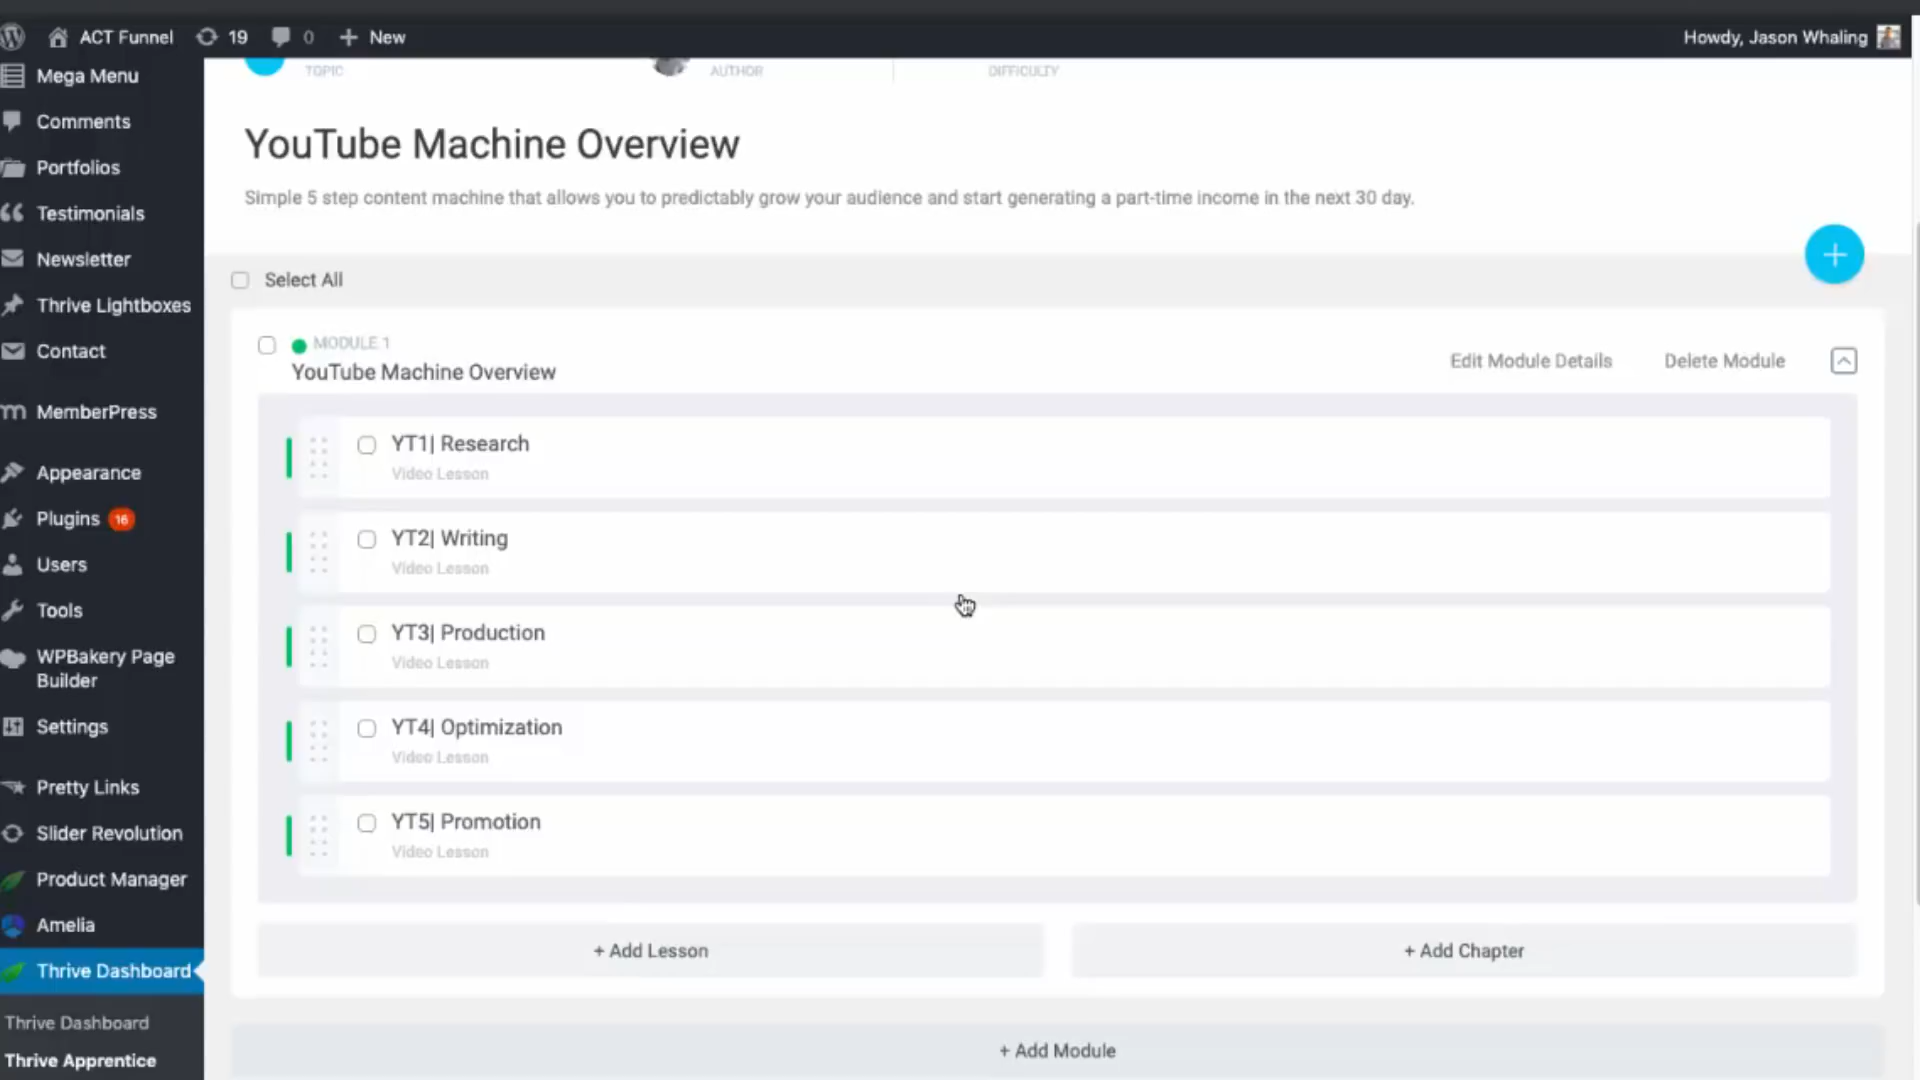 ACT Funnel 19 0 New Howdy, Jason Whaling
Mega Menu
Comments
Portfolios
Testimonials
Newsletter
Thrive Lightboxes
Contact
MemberPress
Appearance
Plugins 16
Users
Tools
WPBakery Page
Builder
Settings
Pretty Links
Slider Revolution
Product Manager
Amelia
Thrive Dashboard
Thrive Dashboard
Thrive Apprentice
TOPIC AUTHOR DIFFICULTY
YouTube Machine Overview
Simple 5 step content machine that allows you to predictably grow your audience and start generating a part-time income in the next 30 day.
Select All
MODULE 1
YouTube Machine Overview
Edit Module Details Delete Module
YT1| Research
Video Lesson
YT2| Writing
Video Lesson
YT3| Production
Video Lesson
YT4| Optimization
Video Lesson
YT5| Promotion
Video Lesson
+ Add Lesson + Add Chapter
+ Add Module